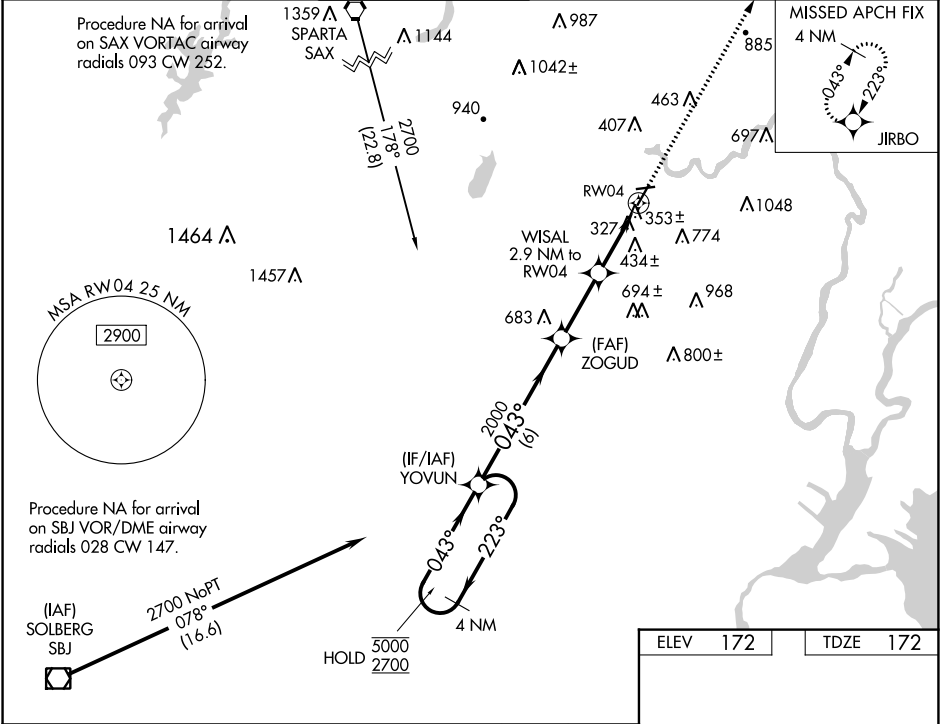 Procedure NA for arrival
on SAX VORTAC airway
radials 093 CW 252.
1359
SPARTA
SAX
1144
987
1042±
940
885
463
407
697
MISSED APCH FIX
4 NM
043°
223°
JIRBO
2700
178°
(22.8)
RW04
1048
353±
327
774
434±
WISAL
2.9 NM to
RW04
1464
1457
694±
968
683
(FAF)
ZOGUD
800±
MSA RW04 25 NM
2900
2000
043°
(6)
(IF/IAF)
YOVUN
043°
223°
4 NM
HOLD 5000
2700
Procedure NA for arrival
on SBJ VOR/DME airway
radials 028 CW 147.
2700 NoPT
078°
(16.6)
(IAF)
SOLBERG
SBJ
ELEV 172
TDZE 172